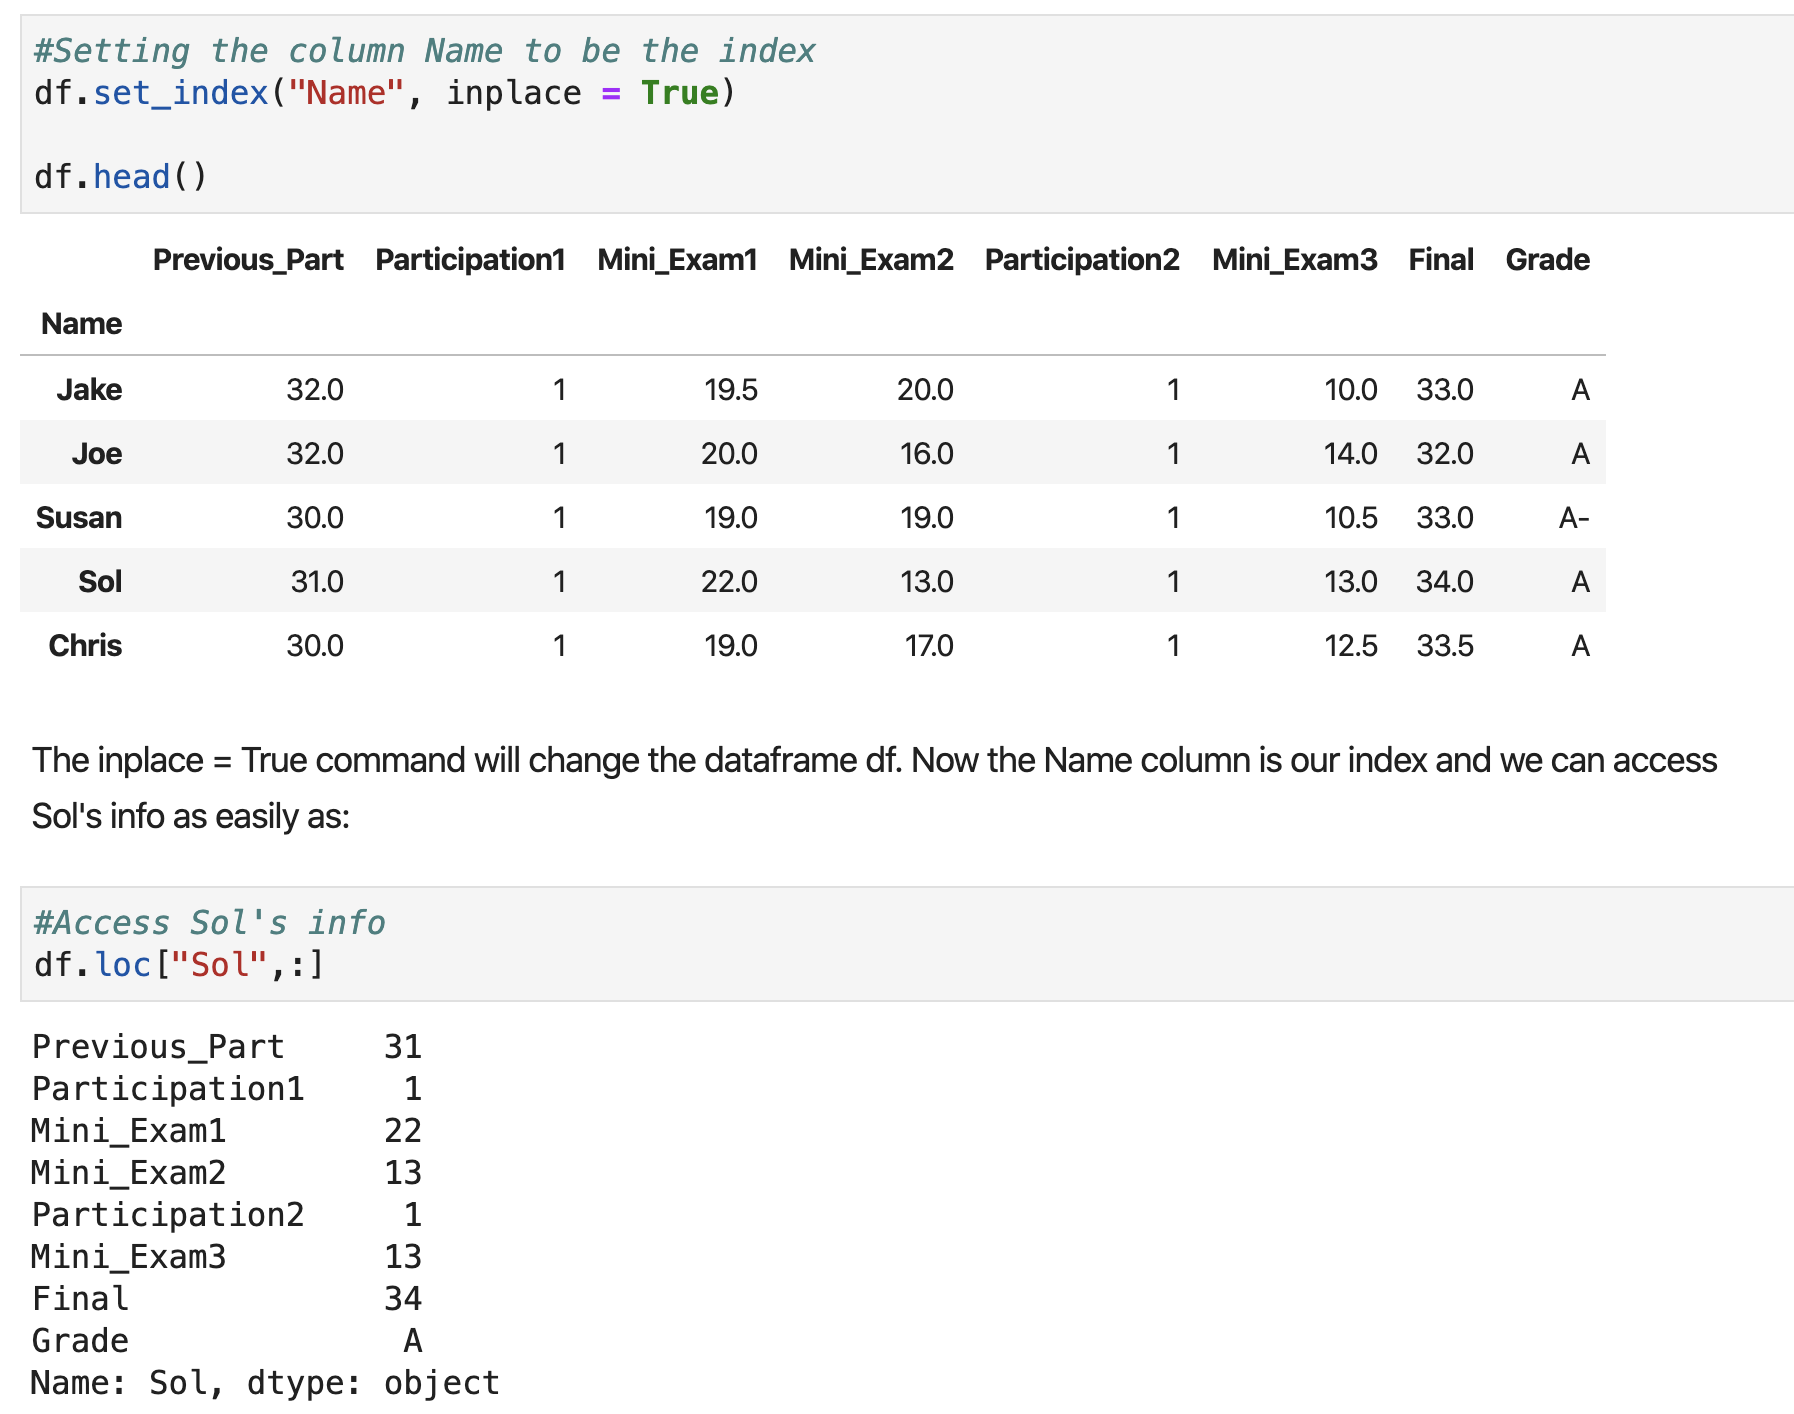 #Setting the column Name to be the index
df.set_index("Name", inplace = True)
df.head()
Previous_Part Participation1 Mini_Exam1 Mini_Exam2 Participation2 Mini_Exam3 Final Grade
Name
Jake 32.0 1 19.5 20.0 1 10.0 33.0 A
Joe 32.0 1 20.0 16.0 1 14.0 32.0 A
Susan 30.0 1 19.0 19.0 1 10.5 33.0 A-
Sol 31.0 1 22.0 13.0 1 13.0 34.0 A
Chris 30.0 1 19.0 17.0 1 12.5 33.5 A
The inplace = True command will change the dataframe df. Now the Name column is our index and we can access
Sol's info as easily as:
#Access Sol's info
df.loc["Sol",:]
Previous_Part 31
Participation1 1
Mini_Exam1 22
Mini_Exam2 13
Participation2 1
Mini_Exam3 13
Final 34
Grade A
Name: Sol, dtype: object